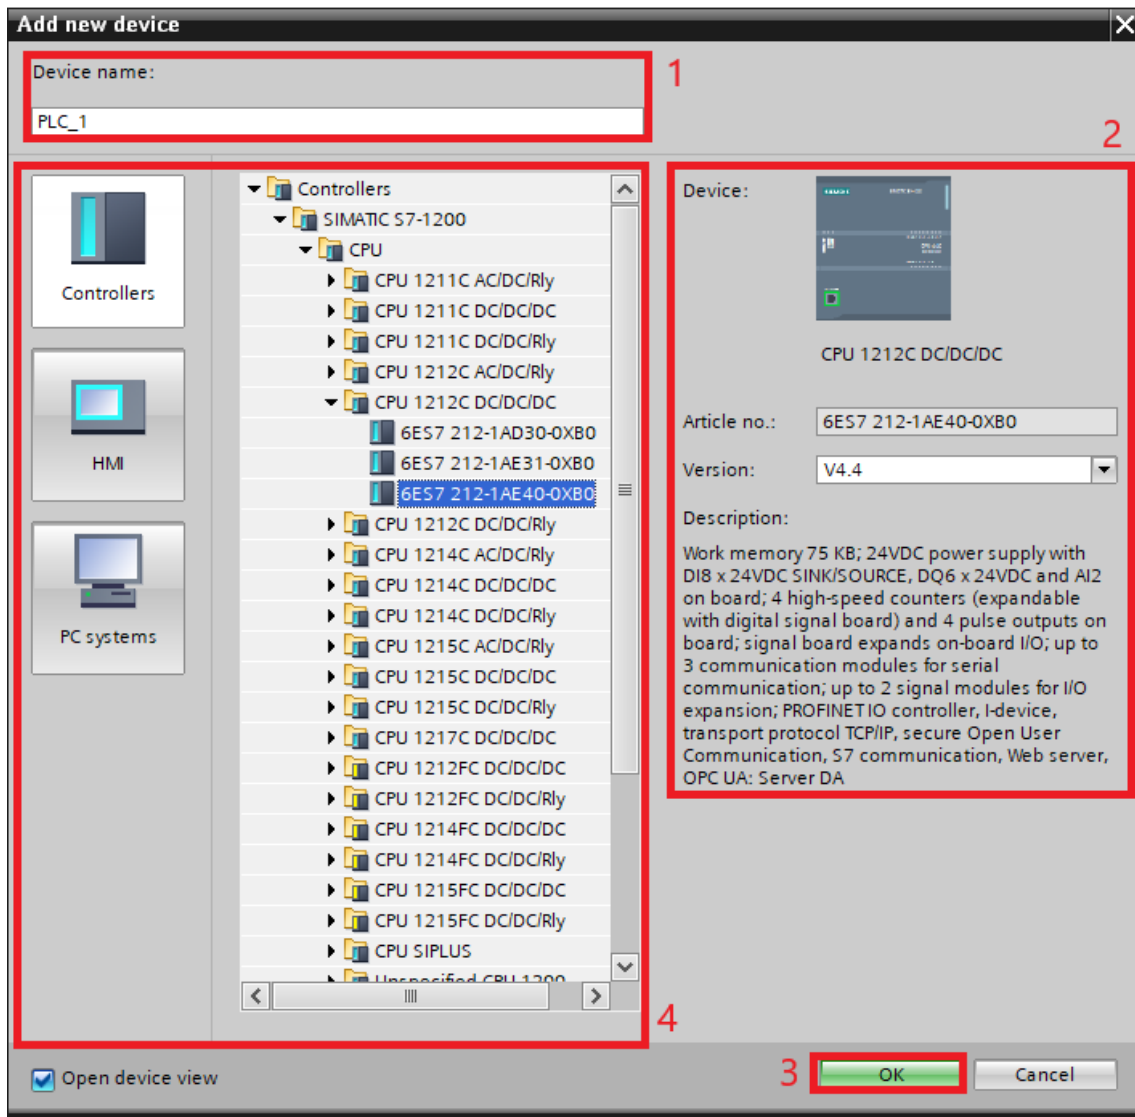 Add new device
Device name:
1
PLC_1
2
Controllers
HMI
PC systems
Controllers
SIMATIC S7-1200
CPU
CPU 1211C AC/DC/Rly
CPU 1211C DC/DC/DC
CPU 1211C DC/DC/Rly
CPU 1212C AC/DC/Rly
CPU 1212C DC/DC/DC
6ES7 212-1AD30-0XB0
6ES7 212-1AE31-0XB0
6ES7 212-1AE40-0XB0
CPU 1212C DC/DC/Rly
CPU 1214C AC/DC/Rly
CPU 1214C DC/DC/DC
CPU 1214C DC/DC/Rly
CPU 1215C AC/DC/Rly
CPU 1215C DC/DC/DC
CPU 1215C DC/DC/Rly
CPU 1217C DC/DC/DC
CPU 1212FC DC/DC/DC
CPU 1212FC DC/DC/Rly
CPU 1214FC DC/DC/DC
CPU 1214FC DC/DC/Rly
CPU 1215FC DC/DC/DC
CPU 1215FC DC/DC/Rly
CPU SIPLUS
Unspecified CPU 1200
4
Device:
CPU 1212C DC/DC/DC
Article no.: 6ES7 212-1AE40-0XB0
Version: V4.4
Description:
Work memory 75 KB; 24VDC power supply with
DI8 x 24VDC SINK/SOURCE, DQ6 x 24VDC and AI2
on board; 4 high-speed counters (expandable
with digital signal board) and 4 pulse outputs on
board; signal board expands on-board I/O; up to
3 communication modules for serial
communication; up to 2 signal modules for I/O
expansion; PROFINET IO controller, I-device,
transport protocol TCP/IP, secure Open User
Communication, S7 communication, Web server,
OPC UA: Server DA
Open device view
3
OK
Cancel